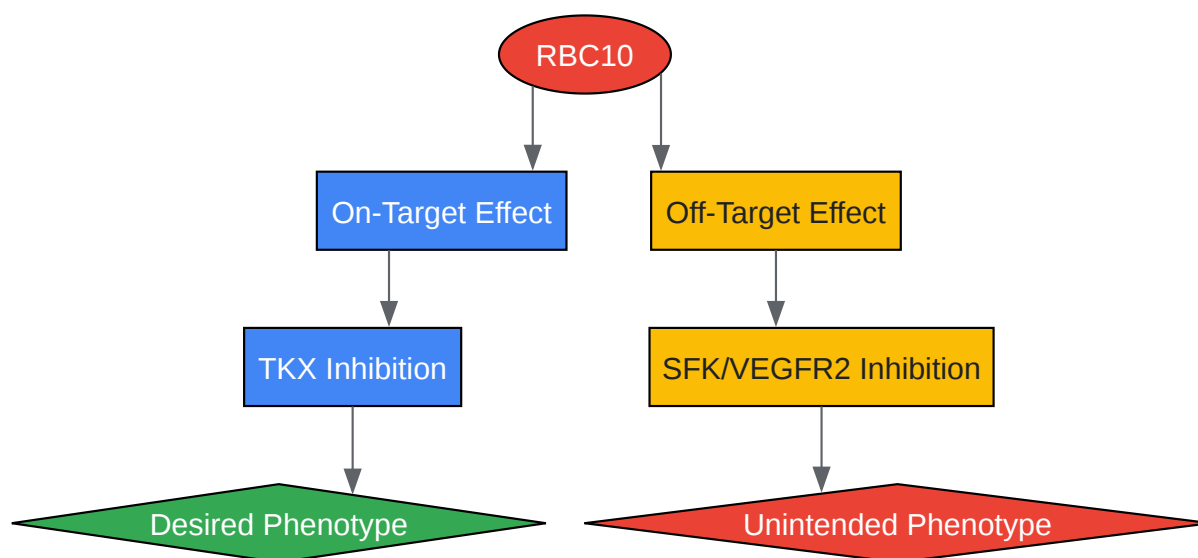 RBC10
On-Target Effect
Off-Target Effect
TKX Inhibition
SFK/VEGFR2 Inhibition
Desired Phenotype
Unintended Phenotype